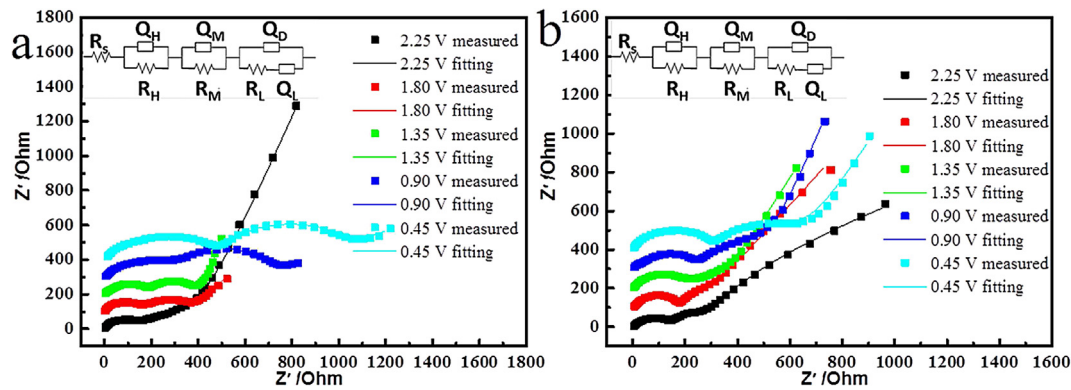 a
1800
1600
1400
1200
1000
800
600
400
200
0
Z' /Ohm
0 200 400 600 800 1000 1200 1400 1600 1800
Z' /Ohm
Rs
QH
QM
QD
RH
RM
RL
QL
2.25 V measured
2.25 V fitting
1.80 V measured
1.80 V fitting
1.35 V measured
1.35 V fitting
0.90 V measured
0.90 V fitting
0.45 V measured
0.45 V fitting
b
1600
1400
1200
1000
800
600
400
200
0
Z' /Ohm
0 200 400 600 800 1000 1200 1400 1600
Z' /Ohm
Rs
QH
QM
QD
RH
RM
RL
QL
2.25 V measured
2.25 V fitting
1.80 V measured
1.80 V fitting
1.35 V measured
1.35 V fitting
0.90 V measured
0.90 V fitting
0.45 V measured
0.45 V fitting